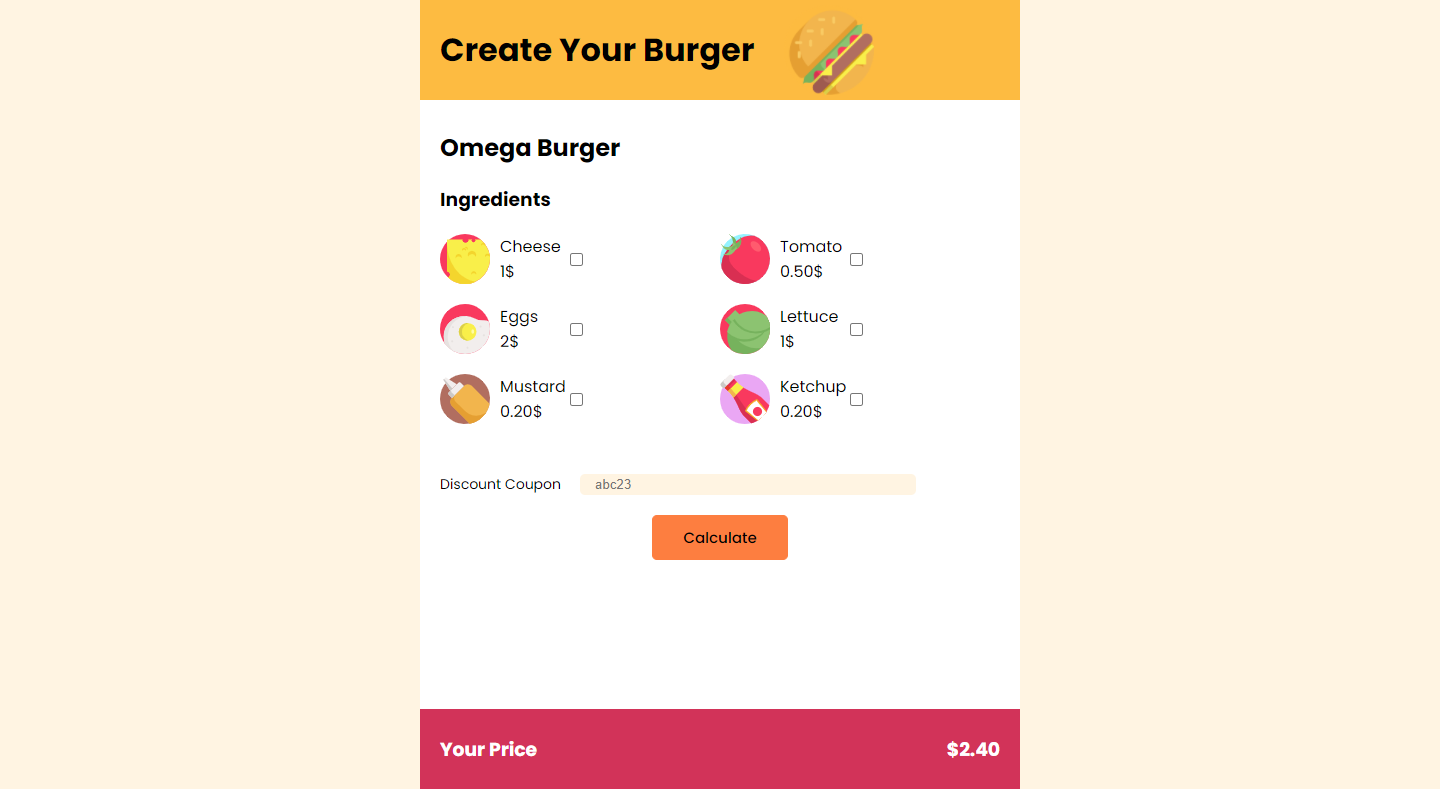 Create Your Burger
Omega Burger
Ingredients
Cheese
1$
Tomato
0.50$
Eggs
2$
Lettuce
1$
Mustard
0.20$
Ketchup
0.20$
Discount Coupon abc23
Calculate
Your Price $2.40